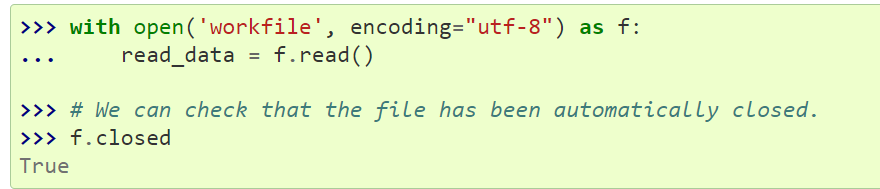 >>> with open('workfile', encoding="utf-8") as f:
...     read_data = f.read()
>>> # We can check that the file has been automatically closed.
>>> f.closed
True